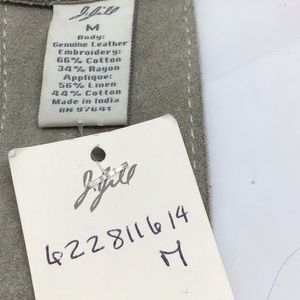 J.Jill
M
Body:
Genuine Leather
Embroidery:
66% Cotton
34% Rayon
Applique:
56% Linen
44% Cotton
Made in India
RN 97641
J.Jill
622811614
M